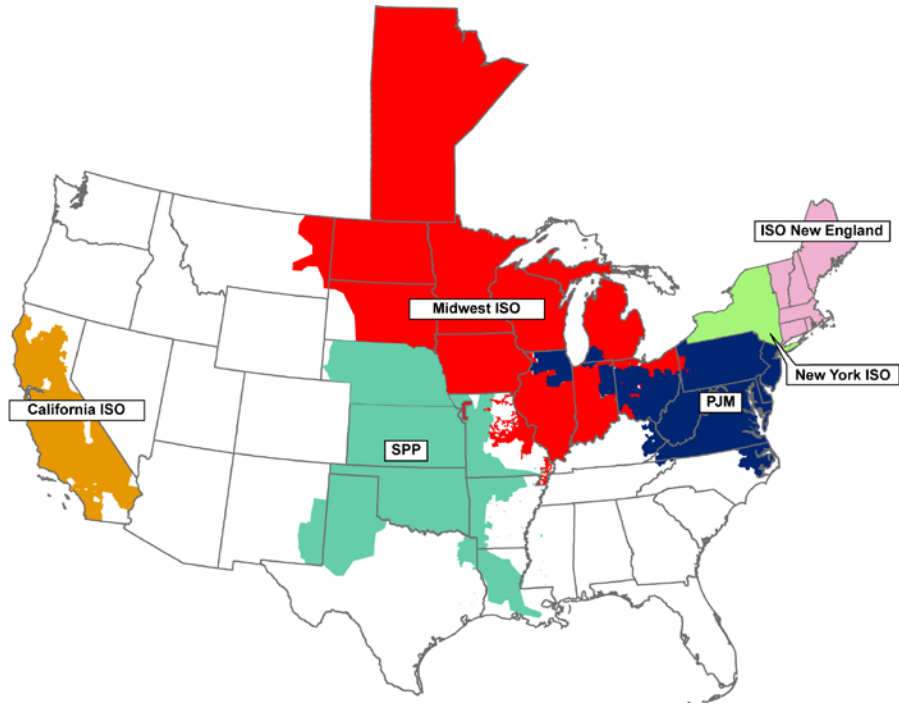 ISO New England
Midwest ISO
New York ISO
California ISO
PJM
SPP